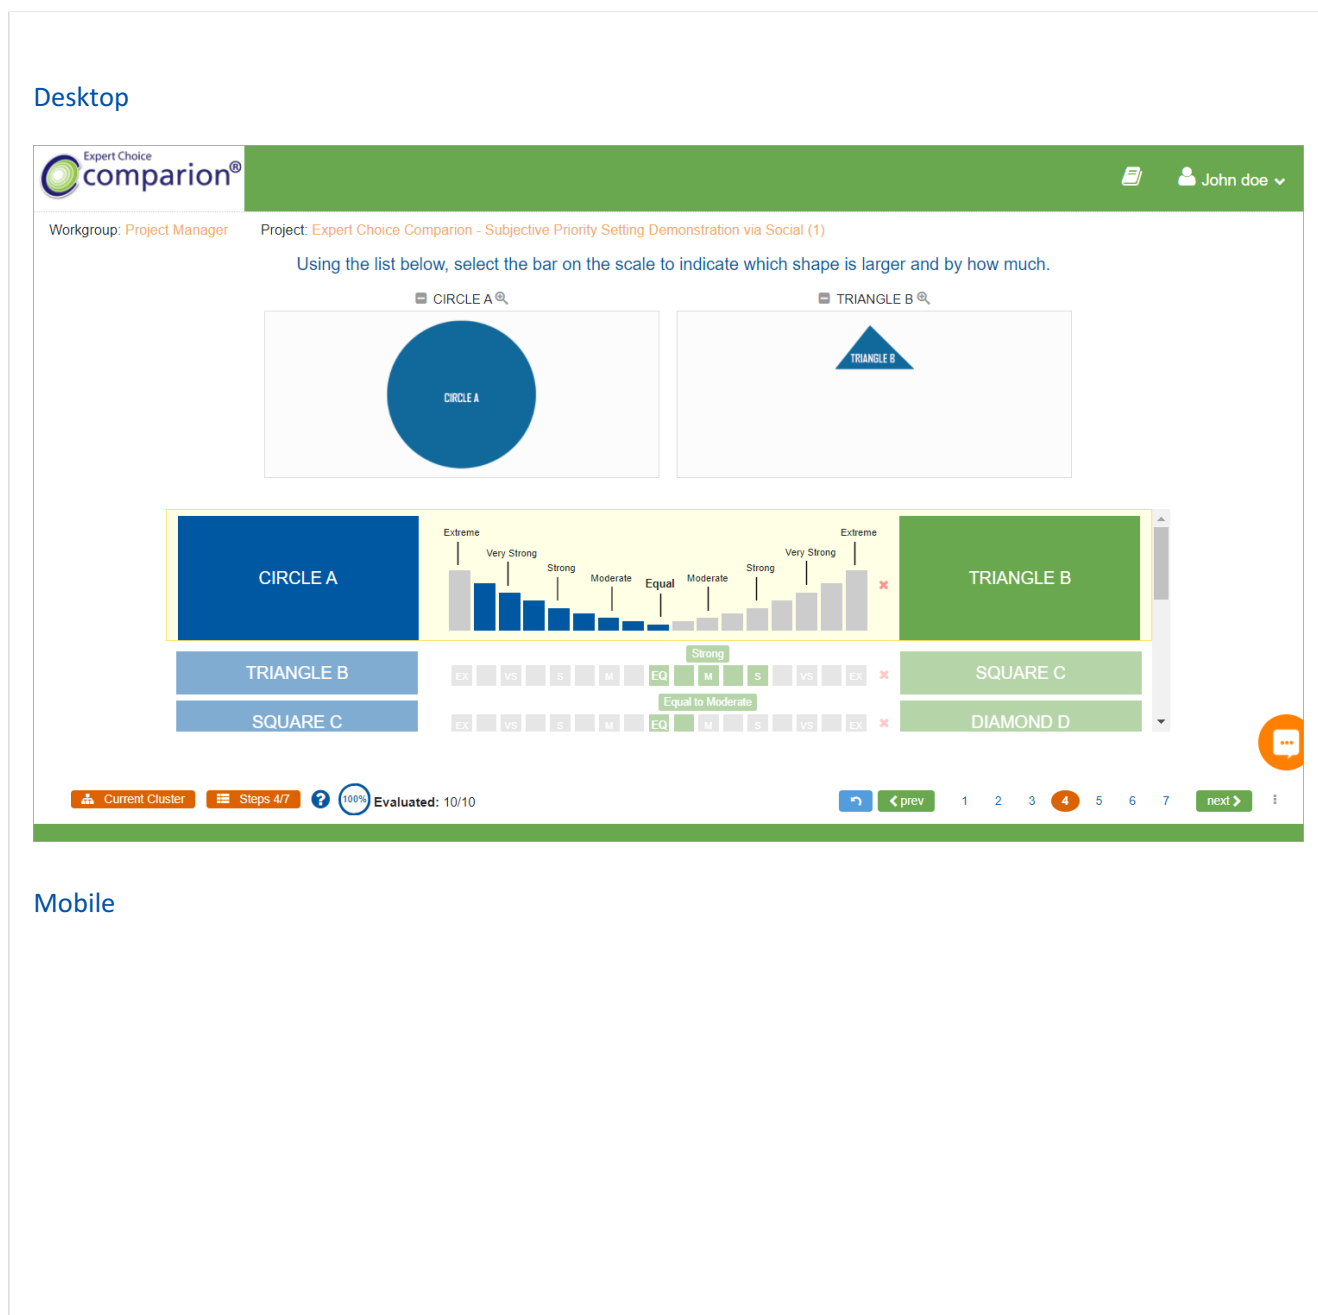 Desktop
Expert Choice
comparion®
John doe
Workgroup: Project Manager Project: Expert Choice Comparion - Subjective Priority Setting Demonstration via Social (1)
Using the list below, select the bar on the scale to indicate which shape is larger and by how much.
CIRCLE A TRIANGLE B
CIRCLE A
TRIANGLE B
CIRCLE A
Extreme
Very Strong
Strong
Moderate
Equal
Moderate
Strong
Very Strong
Extreme
TRIANGLE B
Strong
TRIANGLE B EX VS S M EQ M S VS EX SQUARE C
Equal to Moderate
SQUARE C EX VS S M EQ M S VS EX DIAMOND D
Current Cluster Steps 4/7 ? 100% Evaluated: 10/10 prev 1 2 3 4 5 6 7 next
Mobile